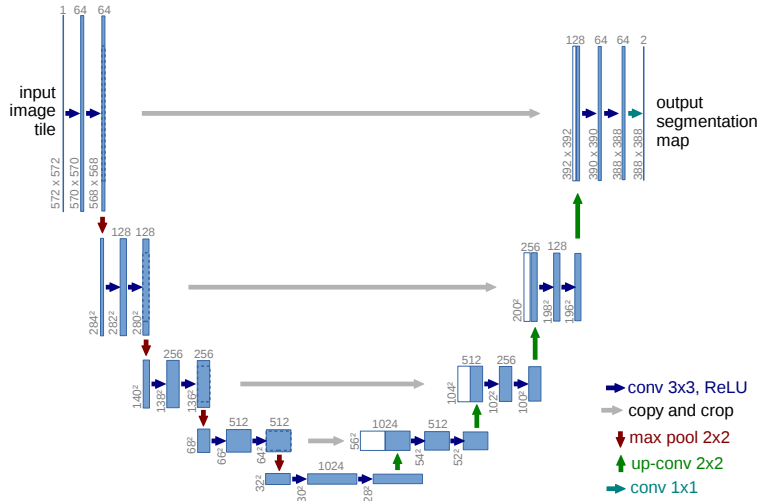 1 64 64
input
image
tile
572 x 572
570 x 570
568 x 568
128 64 64 2
output
segmentation
map
392 x 392
390 x 390
388 x 388
388 x 388
128 128
284²
282²
280²
256 128
200²
198²
196²
256 256
140²
138²
136²
512 256
104²
102²
100²
512 512
68²
66²
64²
1024 512
56²
54²
52²
1024
32²
30²
28²
conv 3x3, ReLU
copy and crop
max pool 2x2
up-conv 2x2
conv 1x1